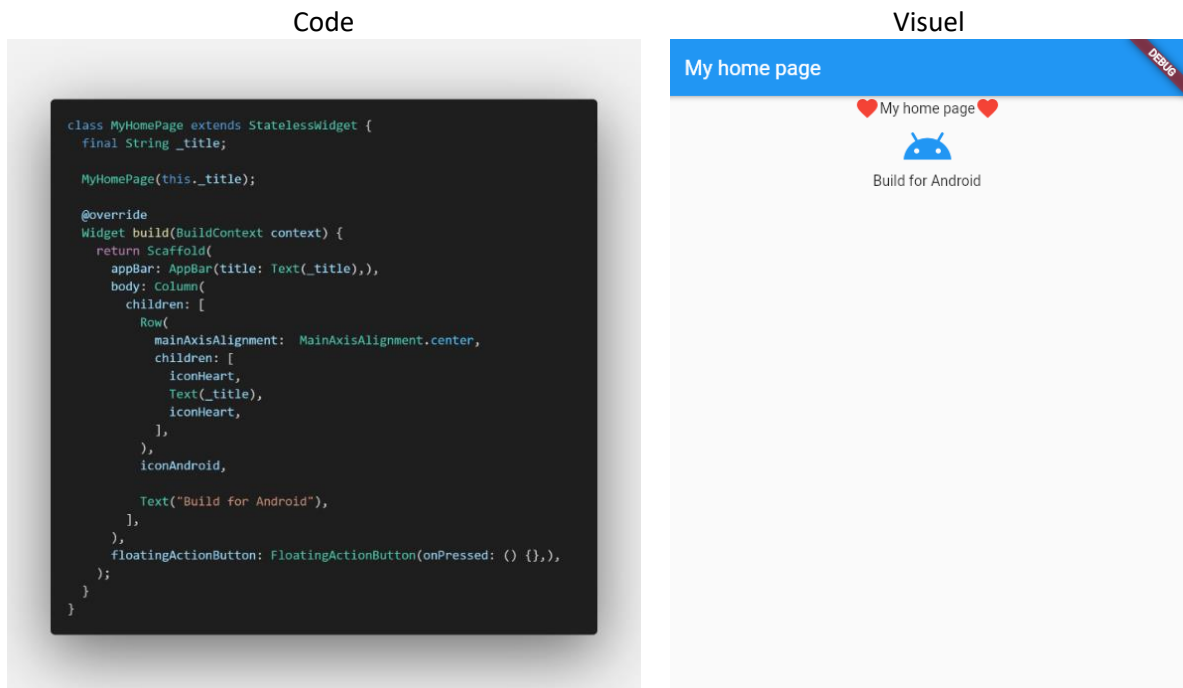 Code
class MyHomePage extends StatelessWidget {
final String _title;
MyHomePage(this._title);
@override
Widget build(BuildContext context) {
return Scaffold(
appBar: AppBar(title: Text(_title),),
body: Column(
children: [
Row(
mainAxisAlignment:  MainAxisAlignment.center,
children: [
iconHeart,
Text(_title),
iconHeart,
],
),
iconAndroid,
Text("Build for Android"),
],
),
floatingActionButton: FloatingActionButton(onPressed: () {},),
);
}
}
Visuel
My home page
DEBUG
My home page
Build for Android